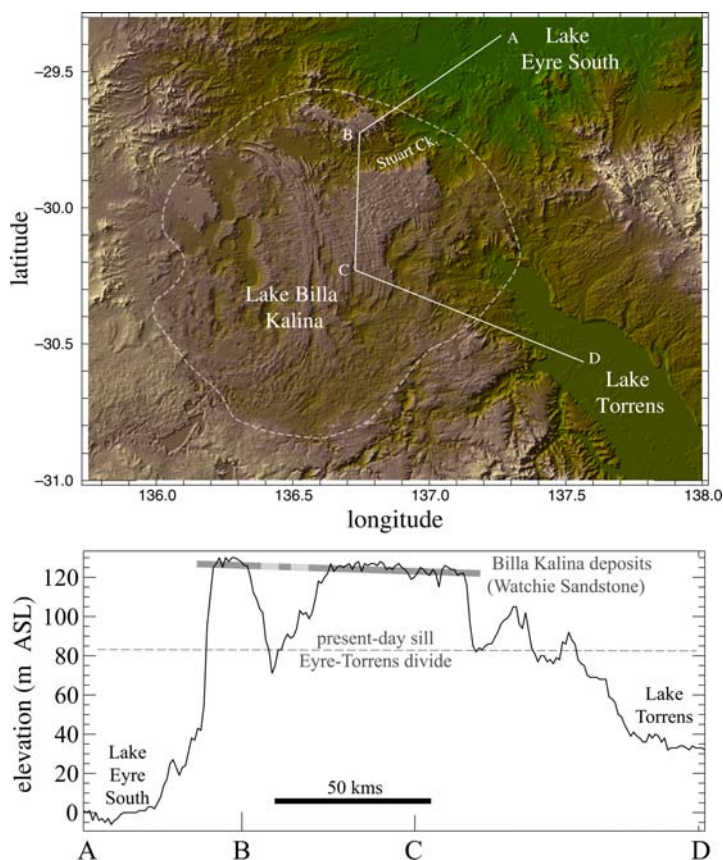 A
Lake
Eyre South
−29.5
B
Stuart Ck.
−30.0
latitude
C
Lake Billa
Kalina
−30.5
D
Lake
Torrens
−31.0
136.0
136.5
137.0
137.5
138.0
longitude
120
Billa Kalina deposits
(Watchie Sandstone)
100
present-day sill
80
Eyre-Torrens divide
elevation (m ASL)
60
Lake
Torrens
40
Lake
Eyre
South
20
50 kms
0
A
B
C
D